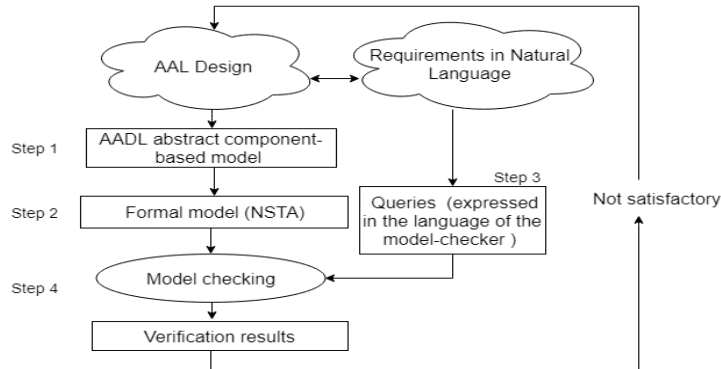 AAL Design
Requirements in Natural
Language
Step 1
AADL abstract component-
based model
Step 3
Step 2
Formal model (NSTA)
Queries (expressed
in the language of the
model-checker )
Not satisfactory
Step 4
Model checking
Verification results